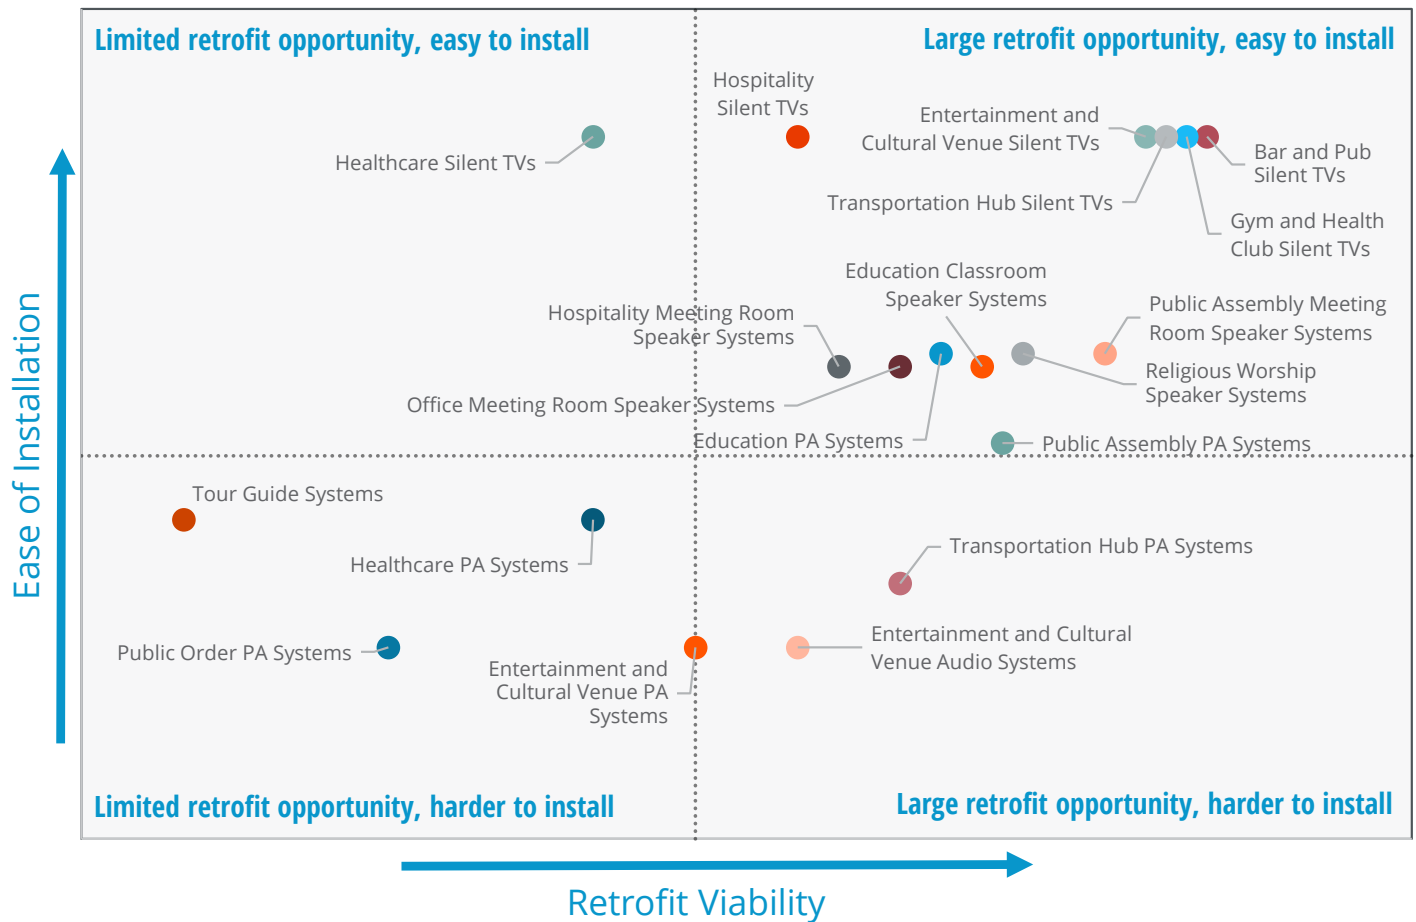 Limited retrofit opportunity, easy to install
Large retrofit opportunity, easy to install
Hospitality
Silent TVs
Entertainment and
Cultural Venue Silent TVs
Healthcare Silent TVs
Bar and Pub
Silent TVs
Transportation Hub Silent TVs
Gym and Health
Club Silent TVs
Education Classroom
Speaker Systems
Hospitality Meeting Room
Speaker Systems
Public Assembly Meeting
Room Speaker Systems
Religious Worship
Speaker Systems
Office Meeting Room Speaker Systems
Education PA Systems
Public Assembly PA Systems
Tour Guide Systems
Healthcare PA Systems
Transportation Hub PA Systems
Public Order PA Systems
Entertainment and
Cultural Venue PA
Systems
Entertainment and Cultural
Venue Audio Systems
Limited retrofit opportunity, harder to install
Large retrofit opportunity, harder to install
Ease of Installation
Retrofit Viability